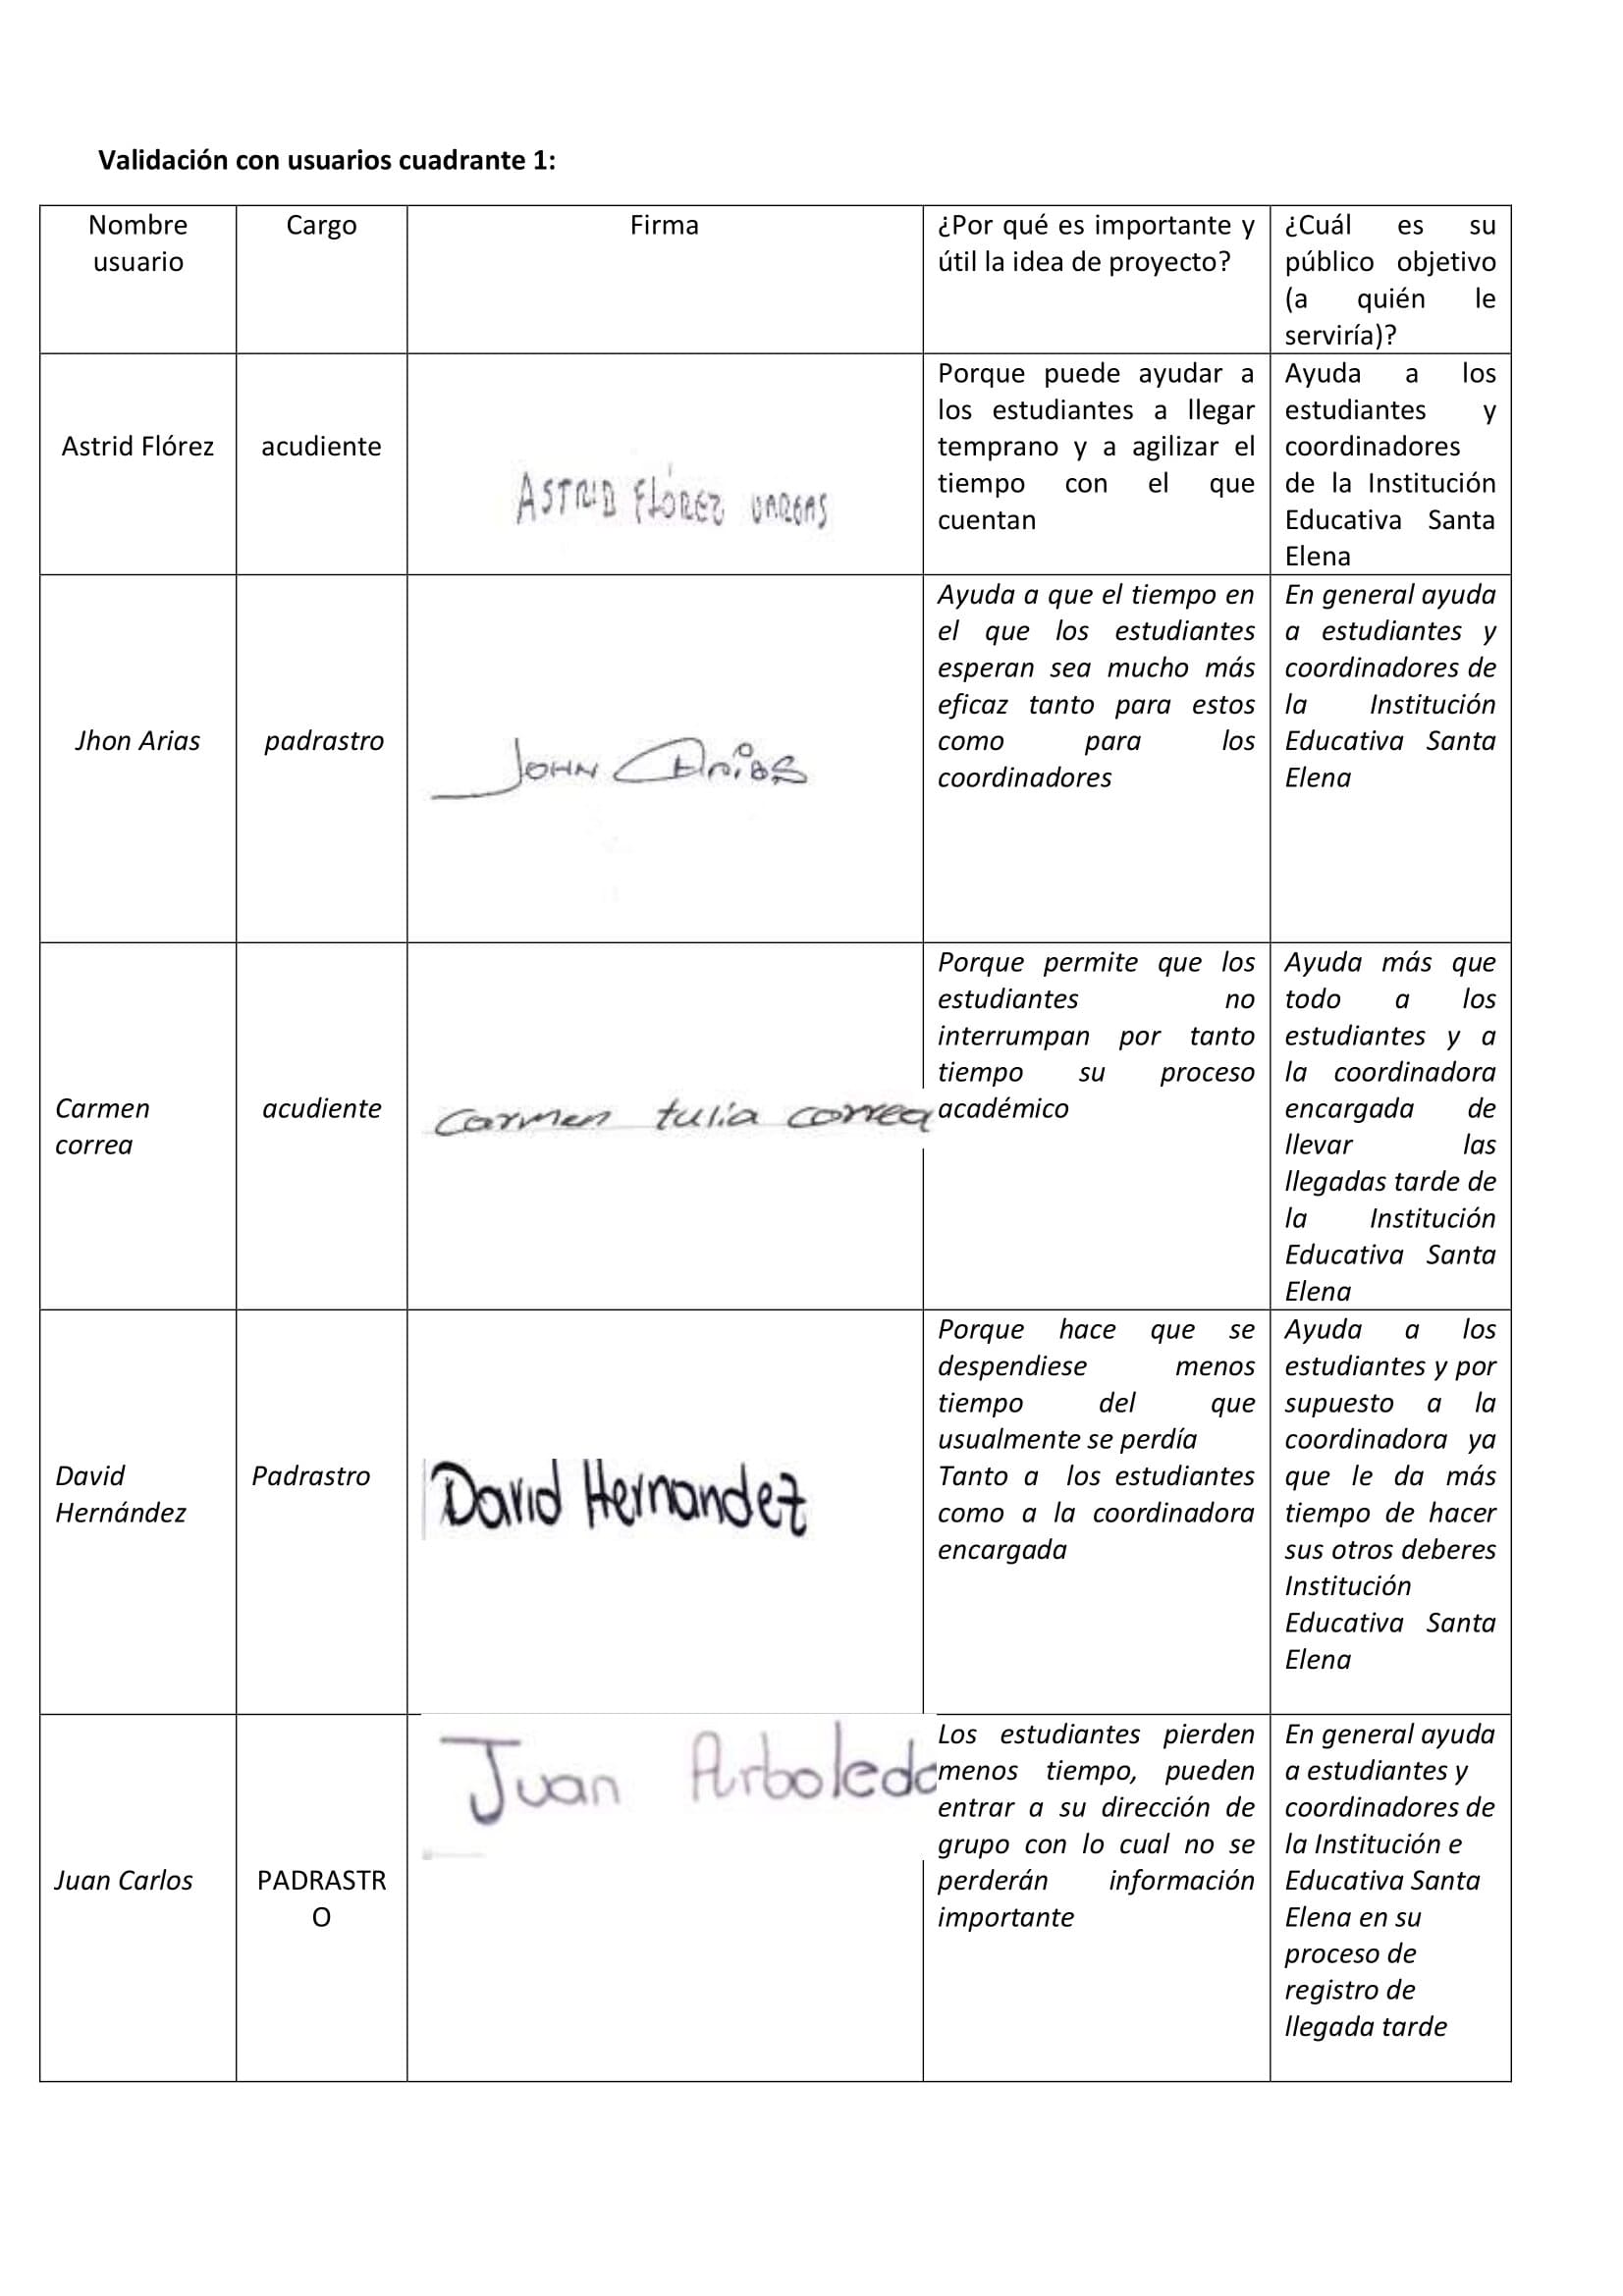 Validación con usuarios cuadrante 1:
Nombre
usuario
Cargo
Firma
¿Por qué es importante y
útil la idea de proyecto?
¿Cuál es su
público objetivo
(a quién le
serviría)?
Astrid Flórez
acudiente
ASTRID FLÓREZ VARGAS
Porque puede ayudar a
los estudiantes a llegar
temprano y a agilizar el
tiempo con el que
cuentan
Ayuda a los
estudiantes y
coordinadores
de la Institución
Educativa Santa
Elena
Jhon Arias
padrastro
JOHN Arias
Ayuda a que el tiempo en
el que los estudiantes
esperan sea mucho más
eficaz tanto para estos
como para los
coordinadores
En general ayuda
a estudiantes y
coordinadores de
la Institución
Educativa Santa
Elena
Carmen
correa
acudiente
Carmen tulia correa
Porque permite que los
estudiantes no
interrumpan por tanto
tiempo su proceso
académico
Ayuda más que
todo a los
estudiantes y a
la coordinadora
encargada de
llevar las
llegadas tarde de
la Institución
Educativa Santa
Elena
David
Hernández
Padrastro
David Hernandez
Porque hace que se
despendiese menos
tiempo del que
usualmente se perdía
Tanto a los estudiantes
como a la coordinadora
encargada
Ayuda a los
estudiantes y por
supuesto a la
coordinadora ya
que le da más
tiempo de hacer
sus otros deberes
Institución
Educativa Santa
Elena
Juan Carlos
PADRASTR
O
Juan Arboleda
Los estudiantes pierden
menos tiempo, pueden
entrar a su dirección de
grupo con lo cual no se
perderán información
importante
En general ayuda
a estudiantes y
coordinadores de
la Institución e
Educativa Santa
Elena en su
proceso de
registro de
llegada tarde